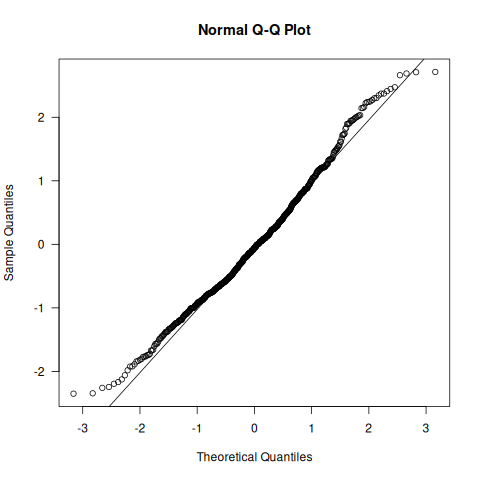 Normal Q-Q Plot
Sample Quantiles
2
1
0
-1
-2
-3 -2 -1 0 1 2 3
Theoretical Quantiles